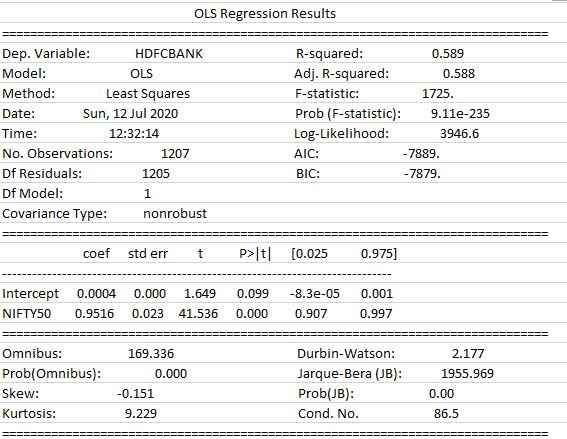 OLS Regression Results
==============================================================================
Dep. Variable: HDFCBANK R-squared: 0.589
Model: OLS Adj. R-squared: 0.588
Method: Least Squares F-statistic: 1725.
Date: Sun, 12 Jul 2020 Prob (F-statistic): 9.11e-235
Time: 12:32:14 Log-Likelihood: 3946.6
No. Observations: 1207 AIC: -7889.
Df Residuals: 1205 BIC: -7879.
Df Model: 1
Covariance Type: nonrobust
==============================================================================
coef std err t P>|t| [0.025 0.975]
------------------------------------------------------------------------------
Intercept 0.0004 0.000 1.649 0.099 -8.3e-05 0.001
NIFTY50 0.9516 0.023 41.536 0.000 0.907 0.997
==============================================================================
Omnibus: 169.336 Durbin-Watson: 2.177
Prob(Omnibus): 0.000 Jarque-Bera (JB): 1955.969
Skew: -0.151 Prob(JB): 0.00
Kurtosis: 9.229 Cond. No. 86.5
==============================================================================